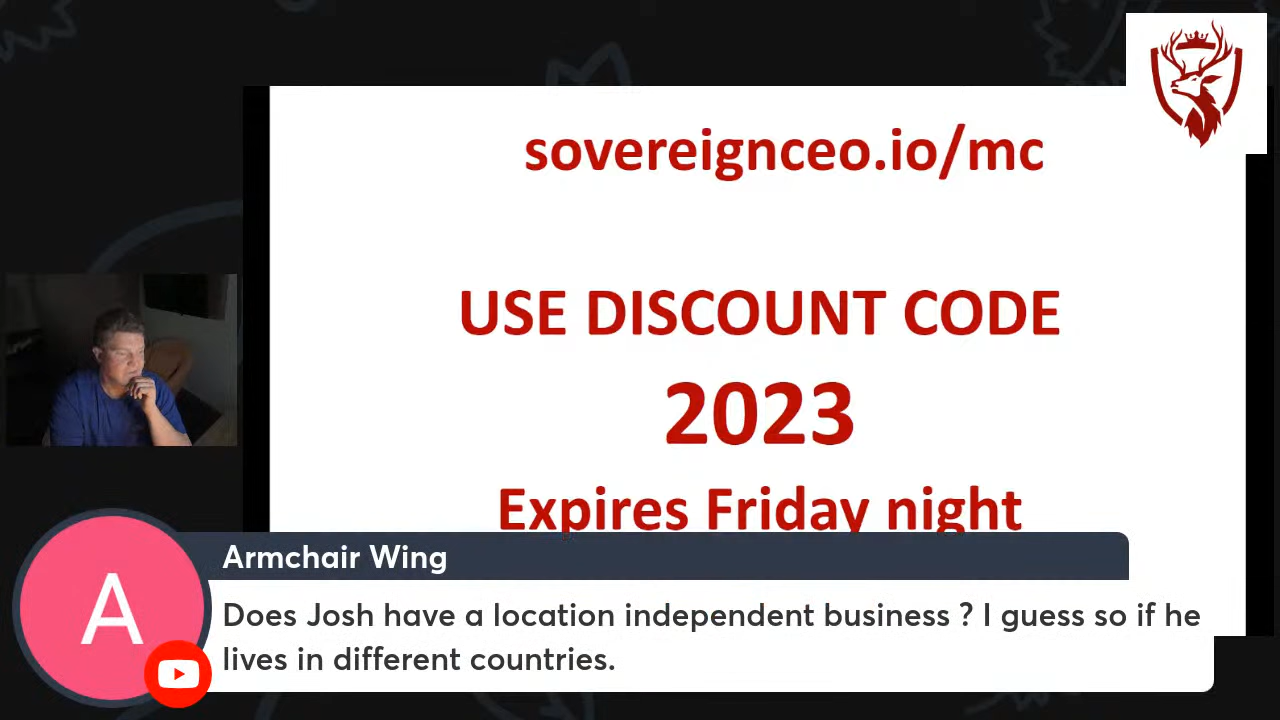 sovereignceo.io/mc
USE DISCOUNT CODE
2023
Expires Friday night
A
Armchair Wing
Does Josh have a location independent business ? I guess so if he
lives in different countries.